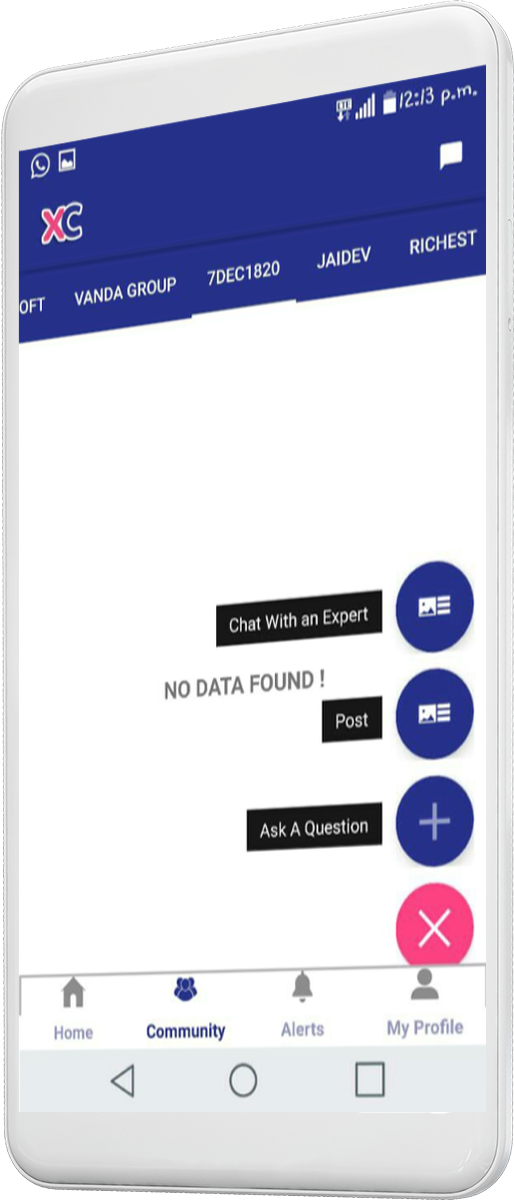 12:13 p.m.
XC
OFT VANDA GROUP 7DEC1820 JAIDEV RICHEST
Chat With an Expert
NO DATA FOUND !
Post
Ask A Question
Home Community Alerts My Profile